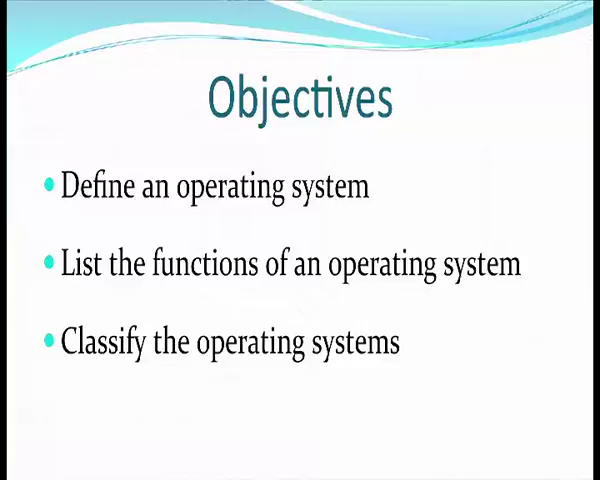 Objectives
• Define an operating system
• List the functions of an operating system
• Classify the operating systems